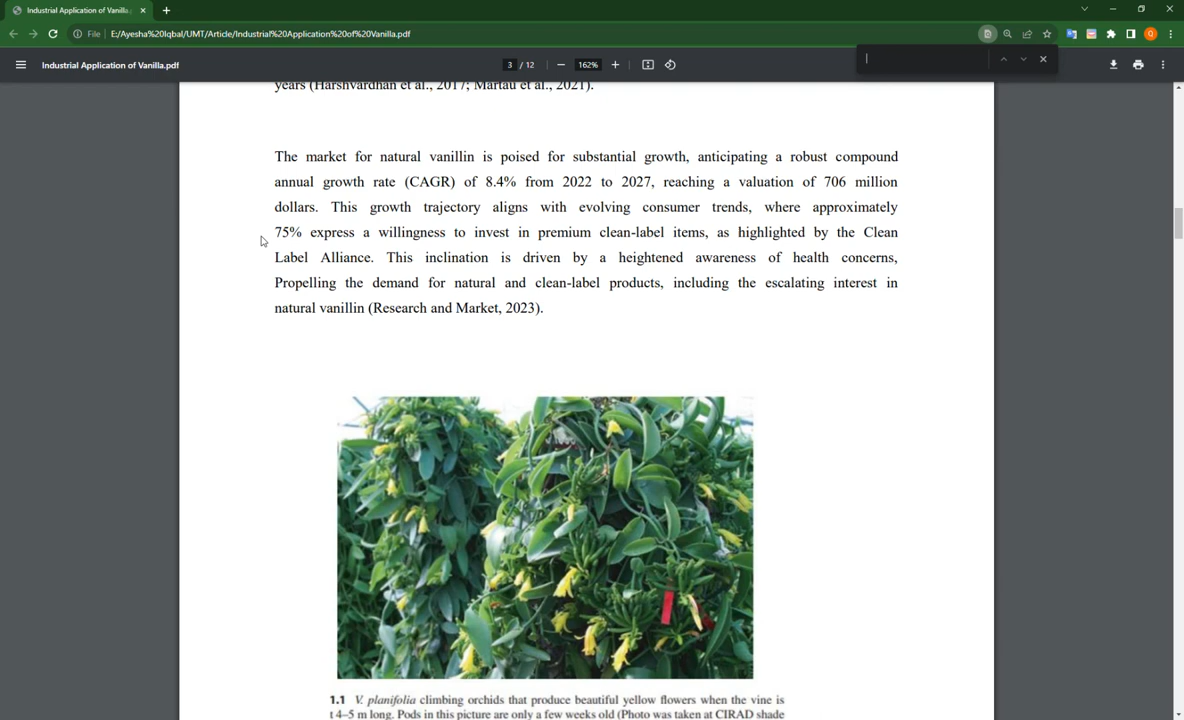 Industrial Application of Vanilla
File
E:/Ayesha%20Iqbal/UMT/Article/Industrial%20Application%20of%20Vanilla.pdf
Q
Industrial Application of Vanilla.pdf
3 / 12
162%
years (Harshvardhan et al., 2017; Martău et al., 2021).
The market for natural vanillin is poised for substantial growth, anticipating a robust compound
annual growth rate (CAGR) of 8.4% from 2022 to 2027, reaching a valuation of 706 million
dollars. This growth trajectory aligns with evolving consumer trends, where approximately
75% express a willingness to invest in premium clean-label items, as highlighted by the Clean
Label Alliance. This inclination is driven by a heightened awareness of health concerns,
Propelling the demand for natural and clean-label products, including the escalating interest in
natural vanillin (Research and Market, 2023).
1.1 V. planifolia climbing orchids that produce beautiful yellow flowers when the vine is
t 4–5 m long. Pods in this picture are only a few weeks old (Photo was taken at CIRAD shade